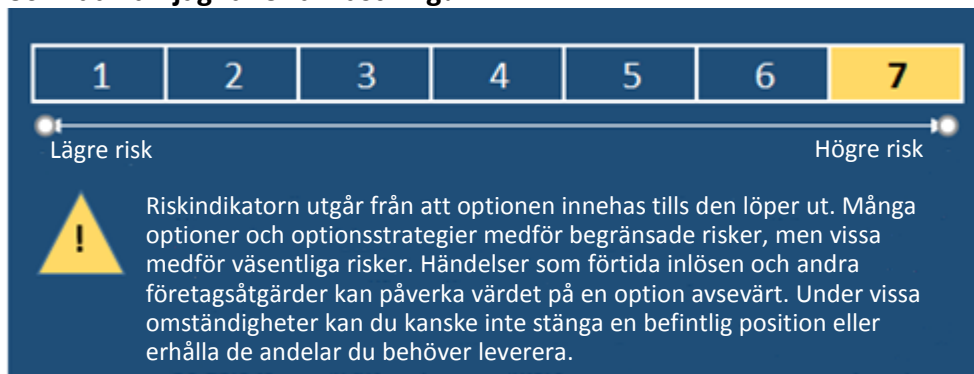 1 2 3 4 5 6 7
Lägre risk Högre risk
! Riskindikatorn utgår från att optionen innehas tills den löper ut. Många
optioner och optionsstrategier medför begränsade risker, men vissa
medför väsentliga risker. Händelser som förtida inlösen och andra
företagsåtgärder kan påverka värdet på en option avsevärt. Under vissa
omständigheter kan du kanske inte stänga en befintlig position eller
erhålla de andelar du behöver leverera.